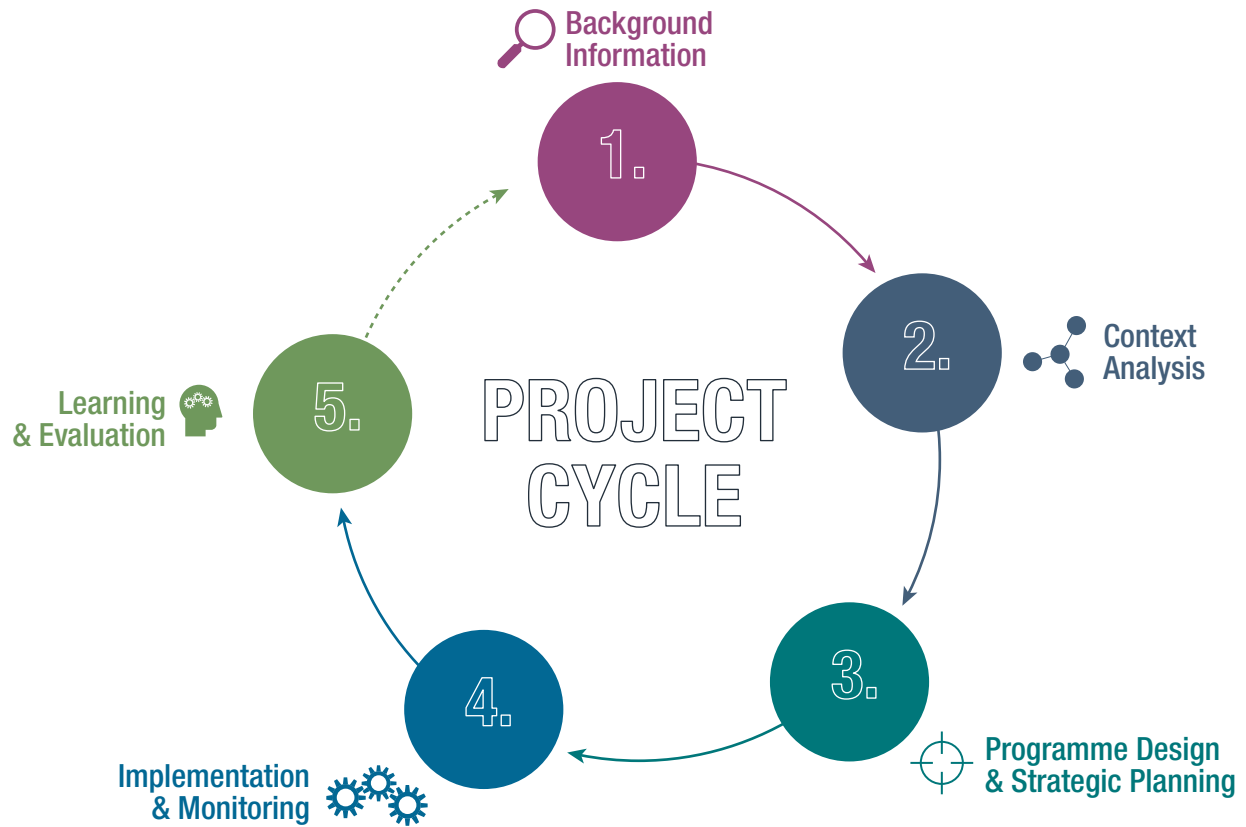 Background
Information
1.
2.
Context
Analysis
PROJECT
CYCLE
3.
Programme Design
& Strategic Planning
4.
Implementation
& Monitoring
5.
Learning
& Evaluation